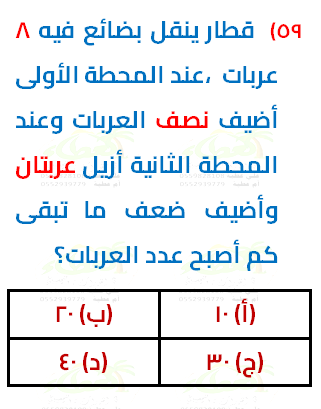 ٥٩) قطار ينقل بضائع فيه ٨
عربات ،عند المحطة الأولى
أضيف نصف العربات وعند
المحطة الثانية أزيل عربتان
وأضيف ضعف ما تبقى
كم أصبح عدد العربات؟
(أ) ١٠ (ب) ٢٠
(ج) ٣٠ (د) ٤٠